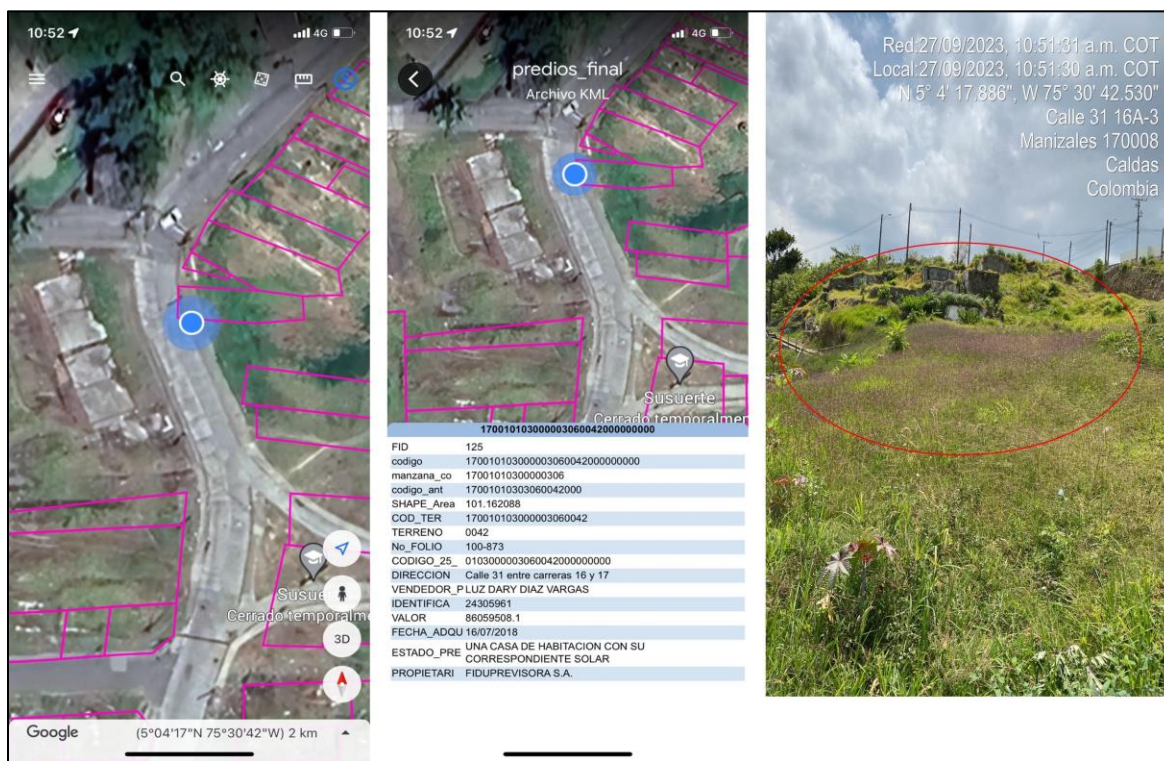 10:52
4G
Susuerte
Cerrado temporalme
3D
Google
(5°04'17"N 75°30'42"W) 2 km
10:52
4G
predios_final
Archivo KML
Susuerte
Cerrado temporalmen
170010103000003060042000000000
FID 125
codigo 170010103000003060042000000000
manzana_co 17001010300000306
codigo_ant 17001010303060042000
SHAPE_Area 101.162088
COD_TER 170010103000003060042
TERRENO 0042
No_FOLIO 100-873
CODIGO_25_ 0103000003060042000000000
DIRECCION Calle 31 entre carreras 16 y 17
VENDEDOR_P LUZ DARY DIAZ VARGAS
IDENTIFICA 24305961
VALOR 86059508.1
FECHA_ADQU 16/07/2018
ESTADO_PRE UNA CASA DE HABITACION CON SU
CORRESPONDIENTE SOLAR
PROPIETARI FIDUPREVISORA S.A.
Red:27/09/2023, 10:51:31 a.m. COT
Local:27/09/2023, 10:51:30 a.m. COT
N 5° 4' 17.886", W 75° 30' 42.530"
Calle 31 16A-3
Manizales 170008
Caldas
Colombia